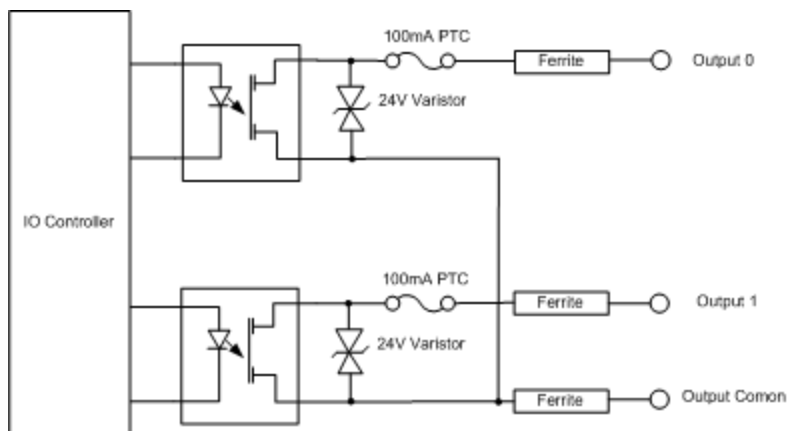 100mA PTC
Ferrite
Output 0
24V Varistor
IO Controller
100mA PTC
Ferrite
Output 1
24V Varistor
Ferrite
Output Comon